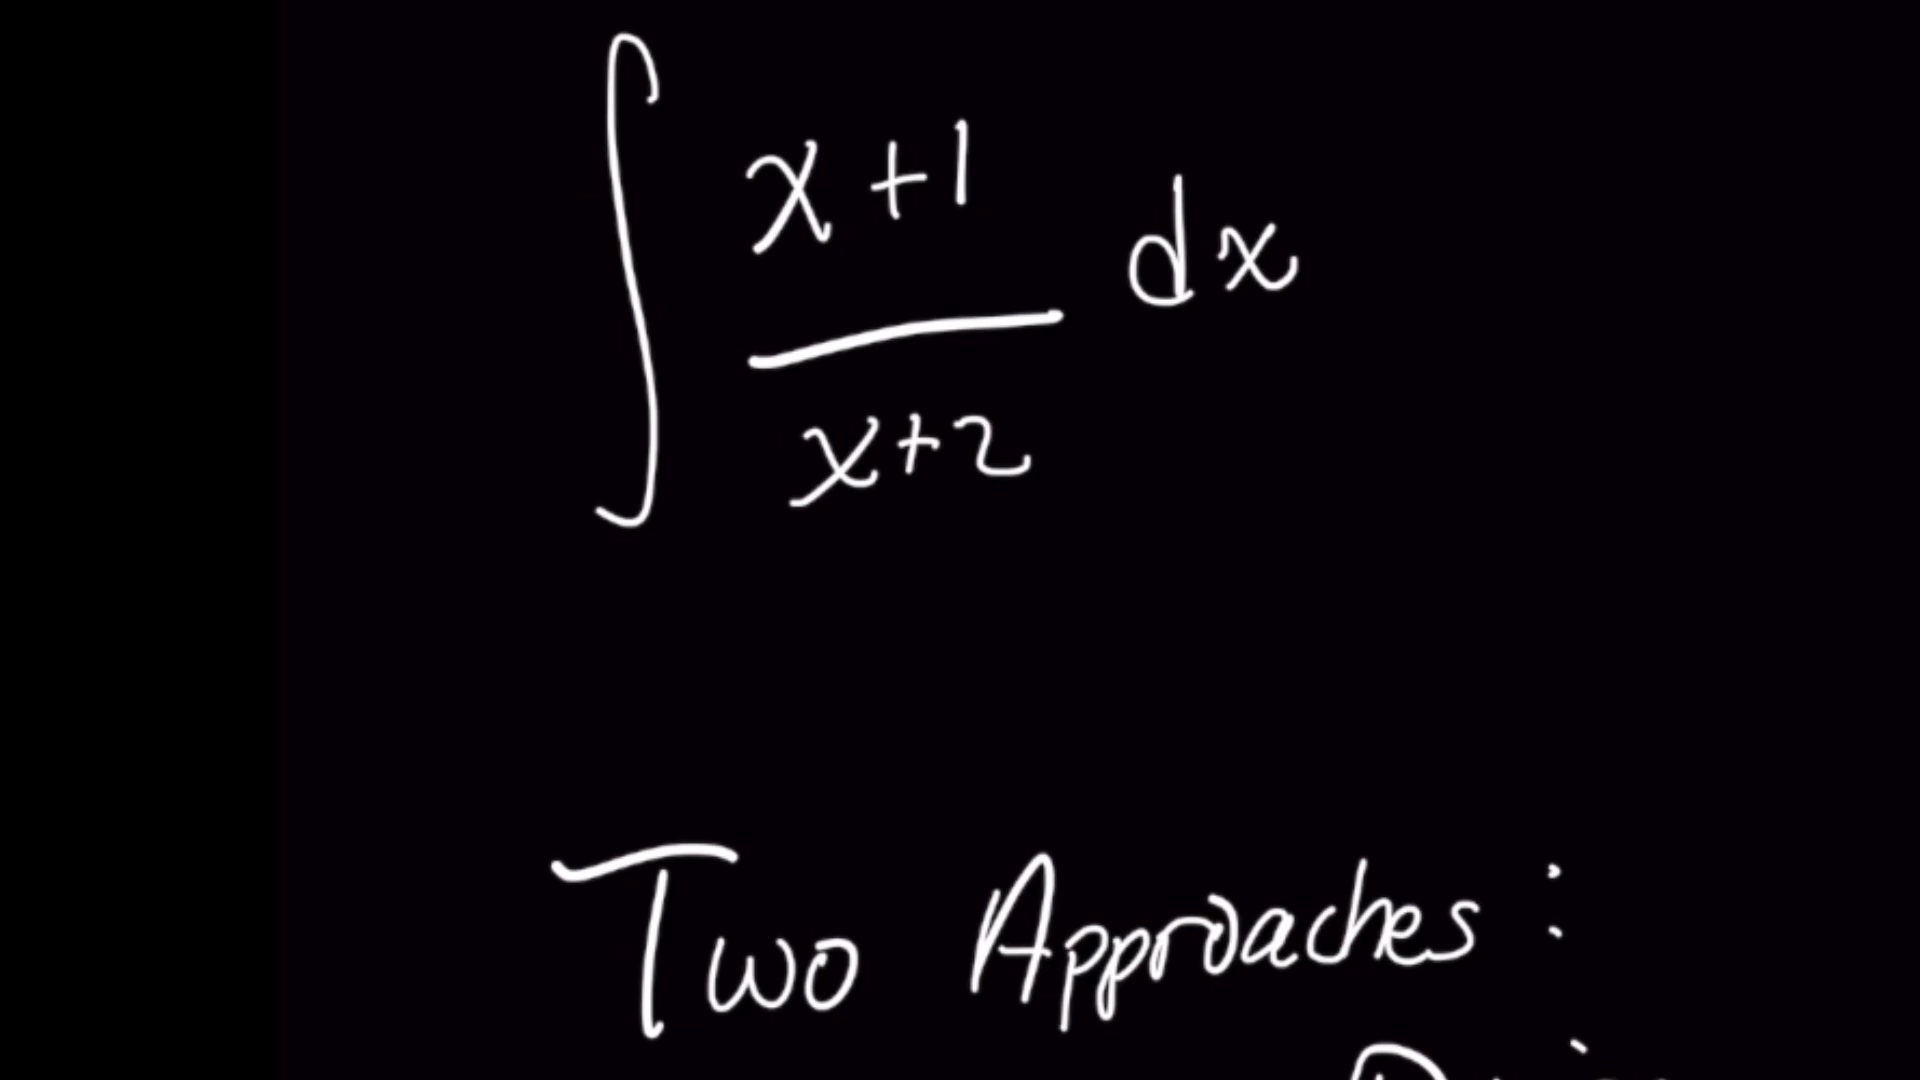 ∫ x+1 / x+2 dx
Two Approaches: